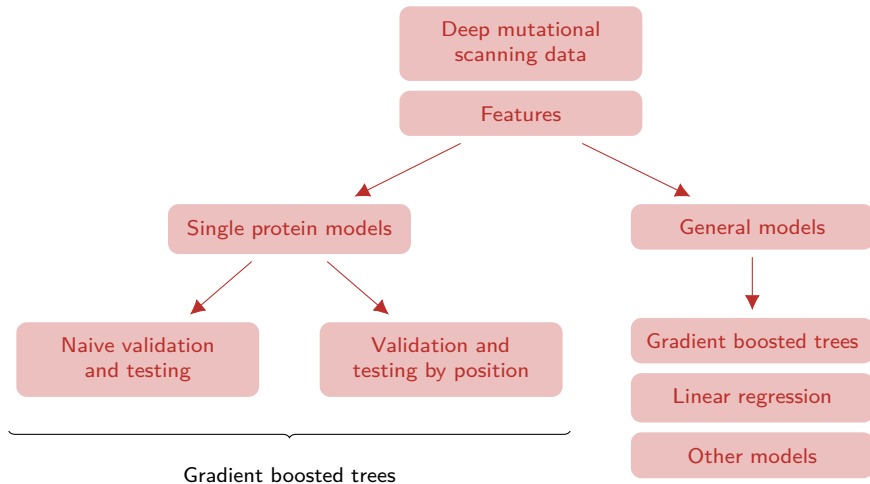 Deep mutational
scanning data
Features
Single protein models
General models
Naive validation
and testing
Validation and
testing by position
Gradient boosted trees
Linear regression
Other models
Gradient boosted trees